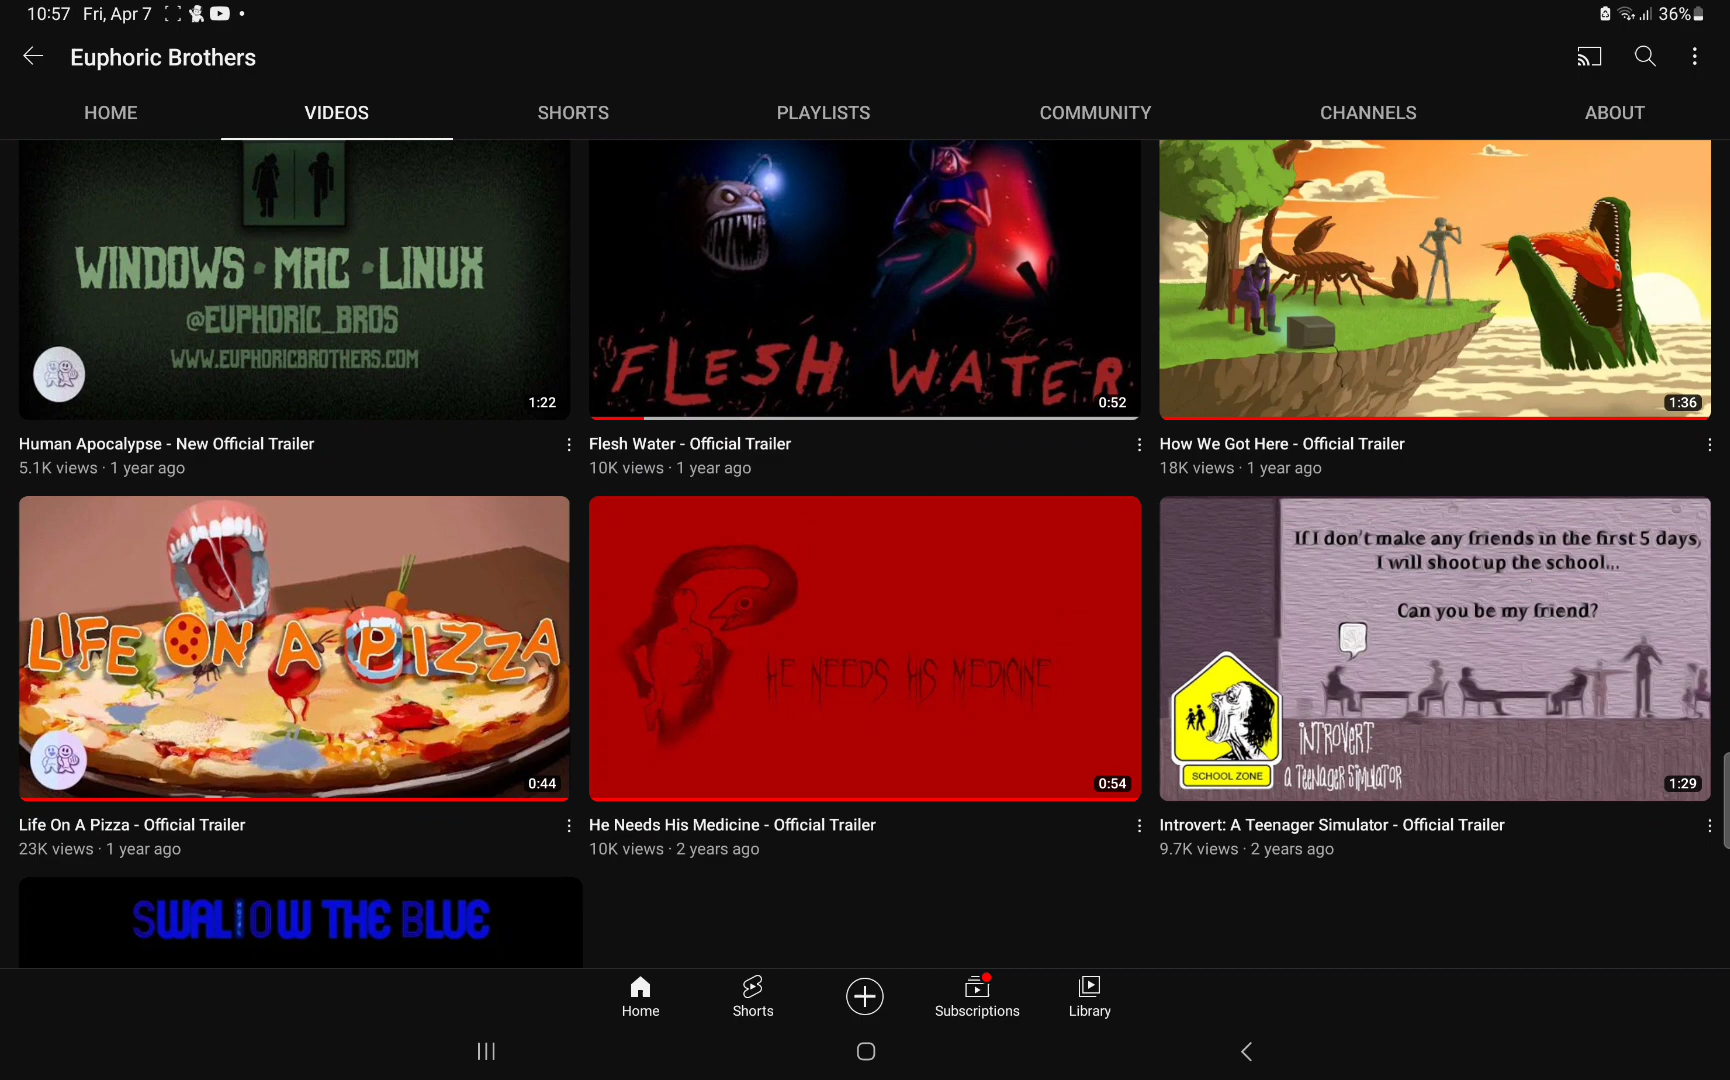 10:57 Fri, Apr 7
36%
Euphoric Brothers
HOME VIDEOS SHORTS PLAYLISTS COMMUNITY CHANNELS ABOUT
WINDOWS • MAC • LINUX
@EUPHORIC_BROS
WWW.EUPHORICBROTHERS.COM
1:22
Human Apocalypse - New Official Trailer
5.1K views · 1 year ago
FLESH WATER
0:52
Flesh Water - Official Trailer
10K views · 1 year ago
1:36
How We Got Here - Official Trailer
18K views · 1 year ago
LIFE ON A PIZZA
0:44
Life On A Pizza - Official Trailer
23K views · 1 year ago
HE NEEDS HIS MEDICINE
0:54
He Needs His Medicine - Official Trailer
10K views · 2 years ago
If I don't make any friends in the first 5 days,
I will shoot up the school...
Can you be my friend?
SCHOOL ZONE
INTROVERT:
A TEENAGER SIMULATOR
1:29
Introvert: A Teenager Simulator - Official Trailer
9.7K views · 2 years ago
SWALLOW THE BLUE
Home Shorts Subscriptions Library